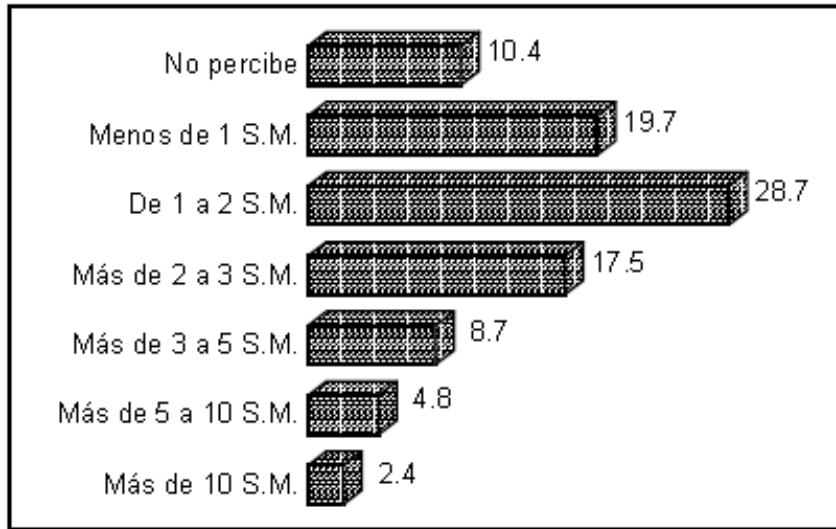 No percibe 10.4
Menos de 1 S.M. 19.7
De 1 a 2 S.M. 28.7
Más de 2 a 3 S.M. 17.5
Más de 3 a 5 S.M. 8.7
Más de 5 a 10 S.M. 4.8
Más de 10 S.M. 2.4